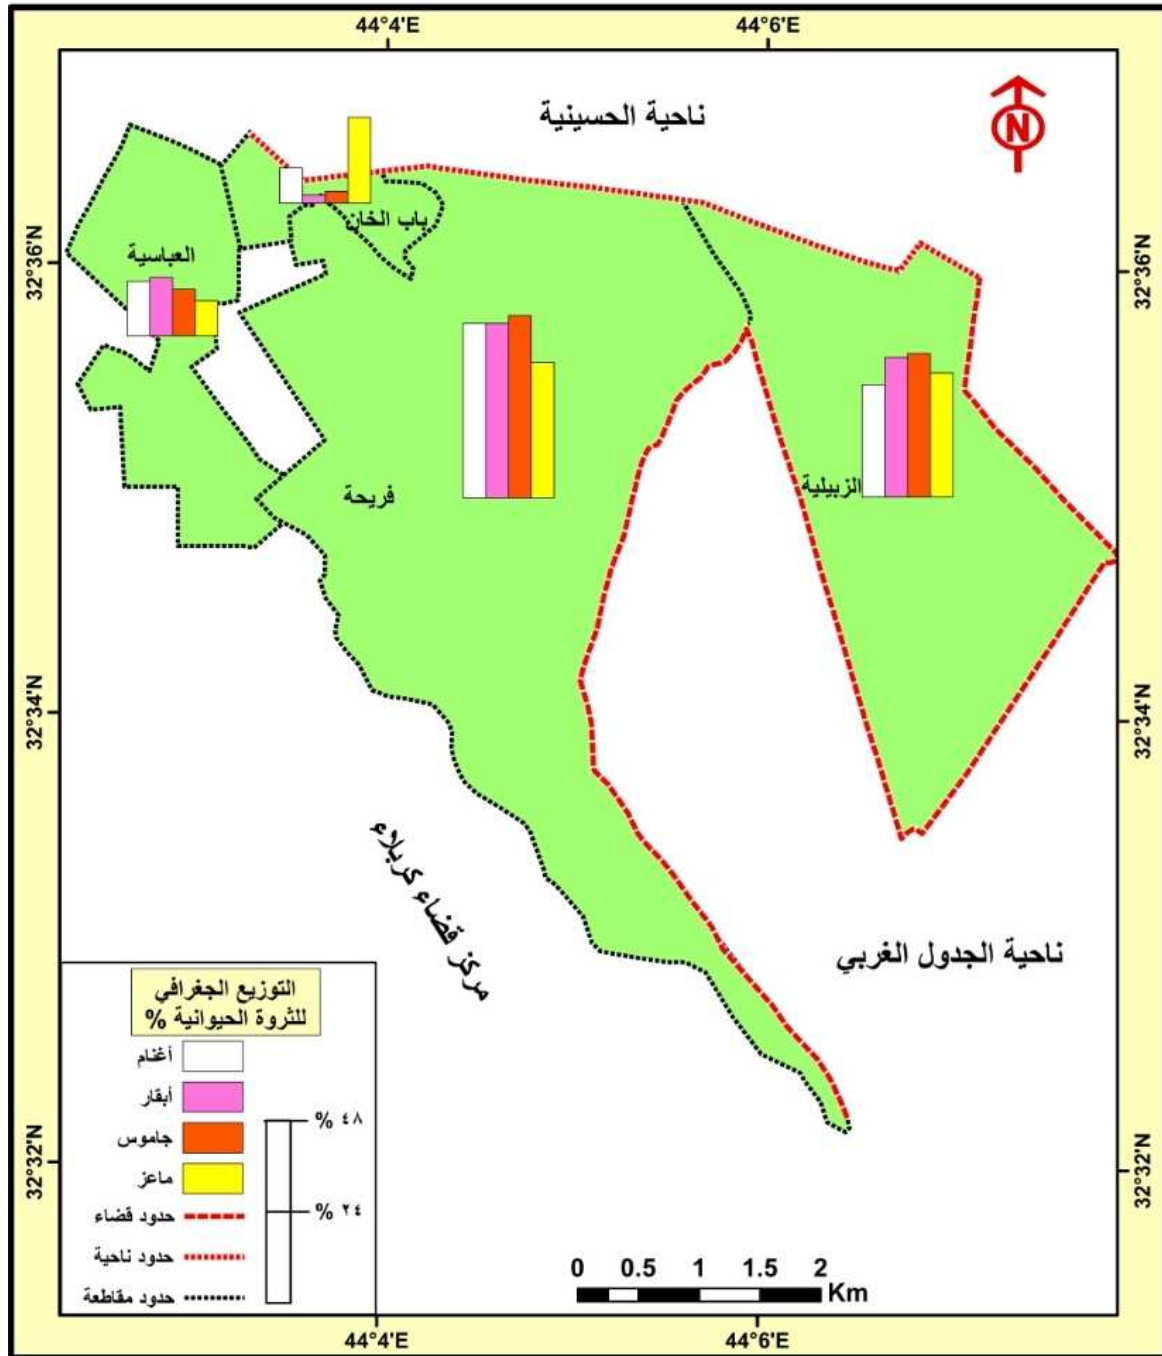 44°4'E
44°6'E
ناحية الحسينية
N
باب الخان
العباسية
32°36'N
32°36'N
الزبيلية
فريحة
32°34'N
32°34'N
مركز قضاء كربلاء
ناحية الجدول الغربي
التوزيع الجغرافي
للثروة الحيوانية %
أغنام
أبقار
جاموس
ماعز
حدود قضاء
حدود ناحية
حدود مقاطعة
٤٨ %
٢٤ %
32°32'N
32°32'N
0 0.5 1 1.5 2
Km
44°4'E
44°6'E